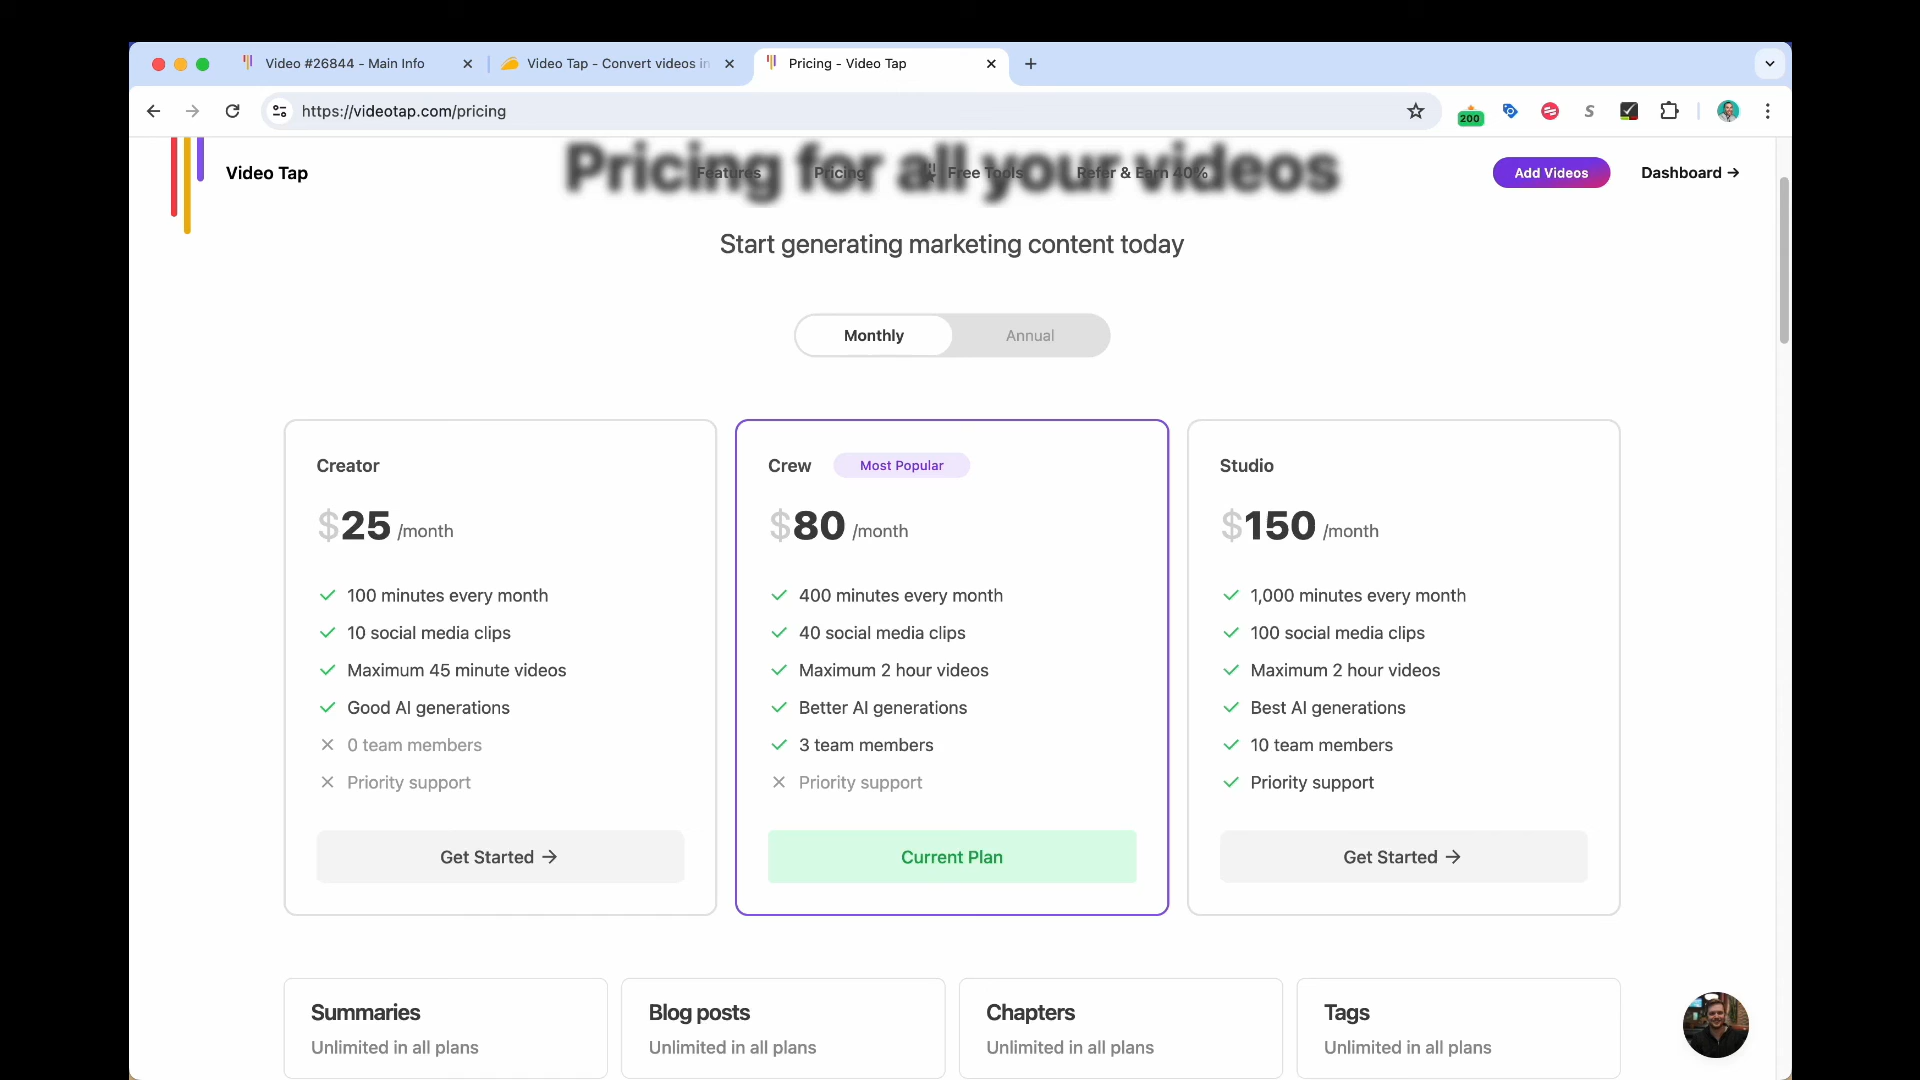 Video #26844 - Main Info
Video Tap - Convert videos in
Pricing - Video Tap
https://videotap.com/pricing
200
S
Video Tap
Features
Pricing
Free Tools
Refer & Earn 40%
Add Videos
Dashboard →
Pricing for all your videos
Start generating marketing content today
Monthly
Annual
Creator
$25 /month
100 minutes every month
10 social media clips
Maximum 45 minute videos
Good AI generations
0 team members
Priority support
Get Started →
Crew
Most Popular
$80 /month
400 minutes every month
40 social media clips
Maximum 2 hour videos
Better AI generations
3 team members
Priority support
Current Plan
Studio
$150 /month
1,000 minutes every month
100 social media clips
Maximum 2 hour videos
Best AI generations
10 team members
Priority support
Get Started →
Summaries
Unlimited in all plans
Blog posts
Unlimited in all plans
Chapters
Unlimited in all plans
Tags
Unlimited in all plans